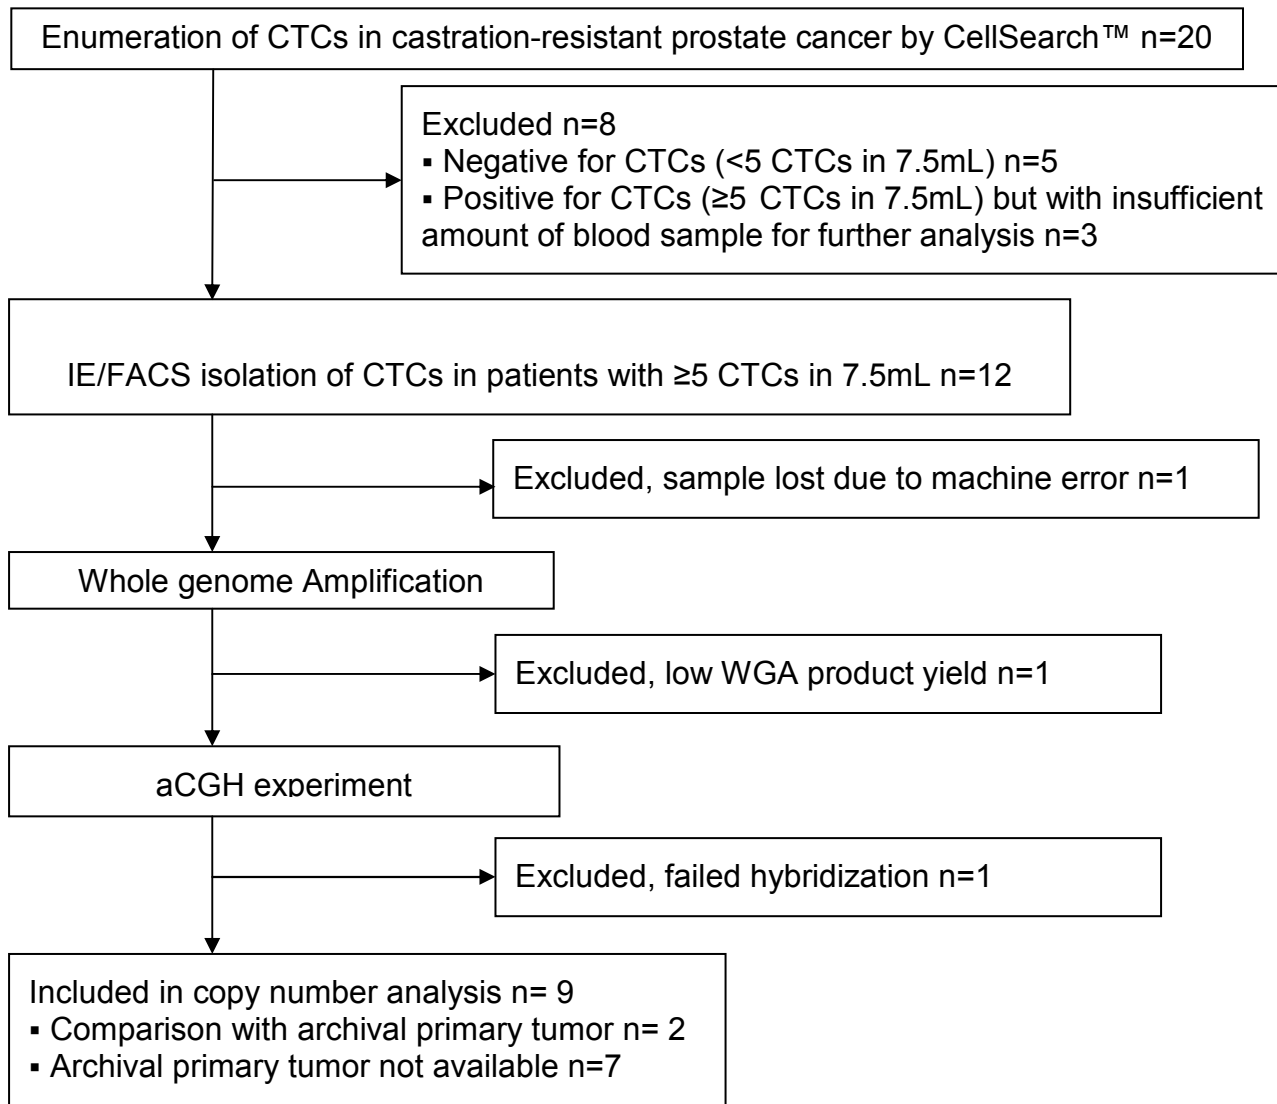 Enumeration of CTCs in castration-resistant prostate cancer by CellSearch™ n=20
Excluded n=8
▪ Negative for CTCs (<5 CTCs in 7.5mL) n=5
▪ Positive for CTCs (≥5 CTCs in 7.5mL) but with insufficient
amount of blood sample for further analysis n=3
IE/FACS isolation of CTCs in patients with ≥5 CTCs in 7.5mL n=12
Excluded, sample lost due to machine error n=1
Whole genome Amplification
Excluded, low WGA product yield n=1
aCGH experiment
Excluded, failed hybridization n=1
Included in copy number analysis n= 9
▪ Comparison with archival primary tumor n= 2
▪ Archival primary tumor not available n=7